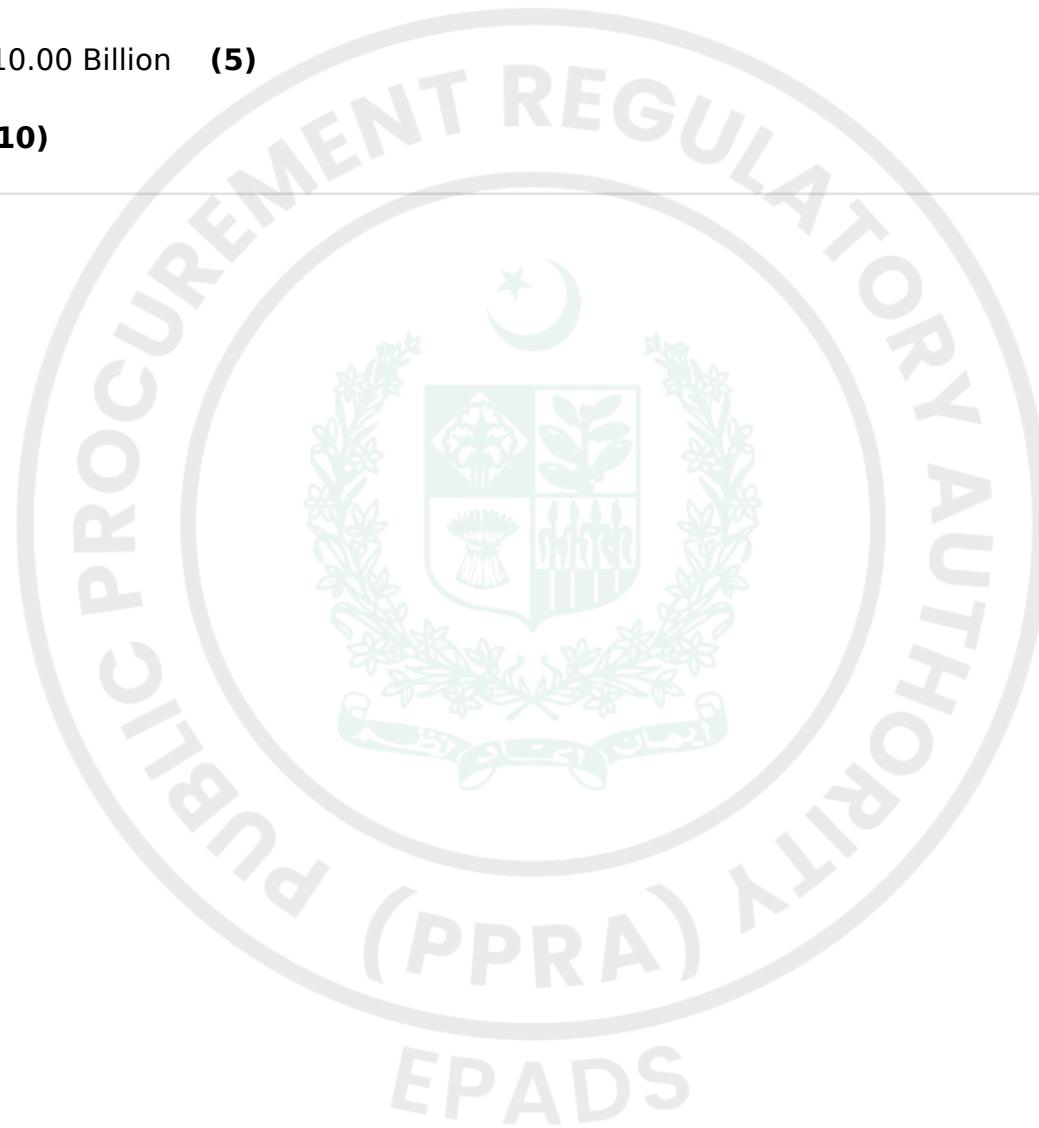 10.00 Billion (5)
10)
PUBLIC PROCUREMENT REGULATORY AUTHORITY
(PPRA)
EPADS